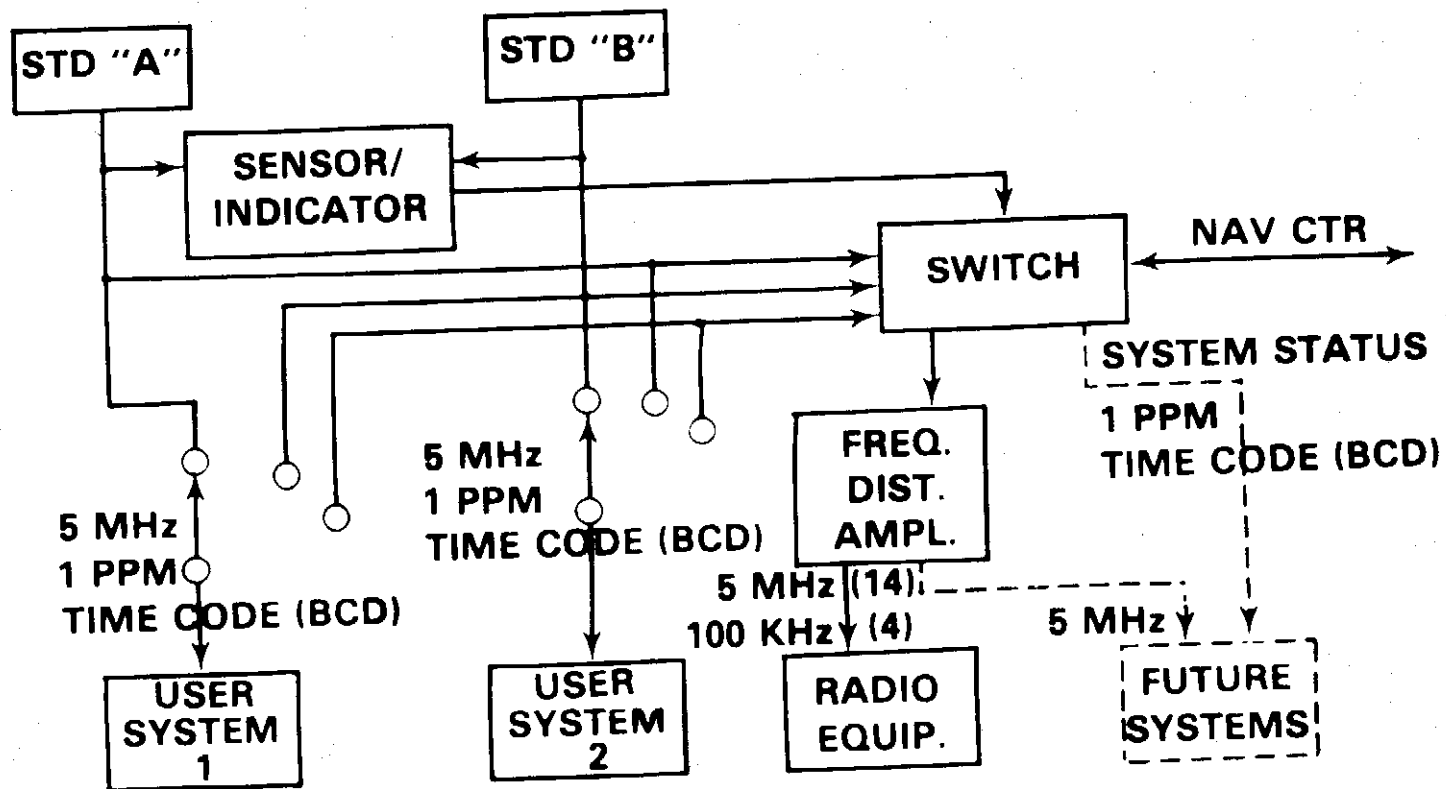 STD "A"
STD "B"
SENSOR/
INDICATOR
SWITCH
NAV CTR
SYSTEM STATUS
1 PPM
TIME CODE (BCD)
5 MHz
1 PPM
TIME CODE (BCD)
5 MHz
1 PPM
TIME CODE (BCD)
FREQ.
DIST.
AMPL.
5 MHz (14)
100 KHz (4)
5 MHz
USER
SYSTEM
1
USER
SYSTEM
2
RADIO
EQUIP.
FUTURE
SYSTEMS